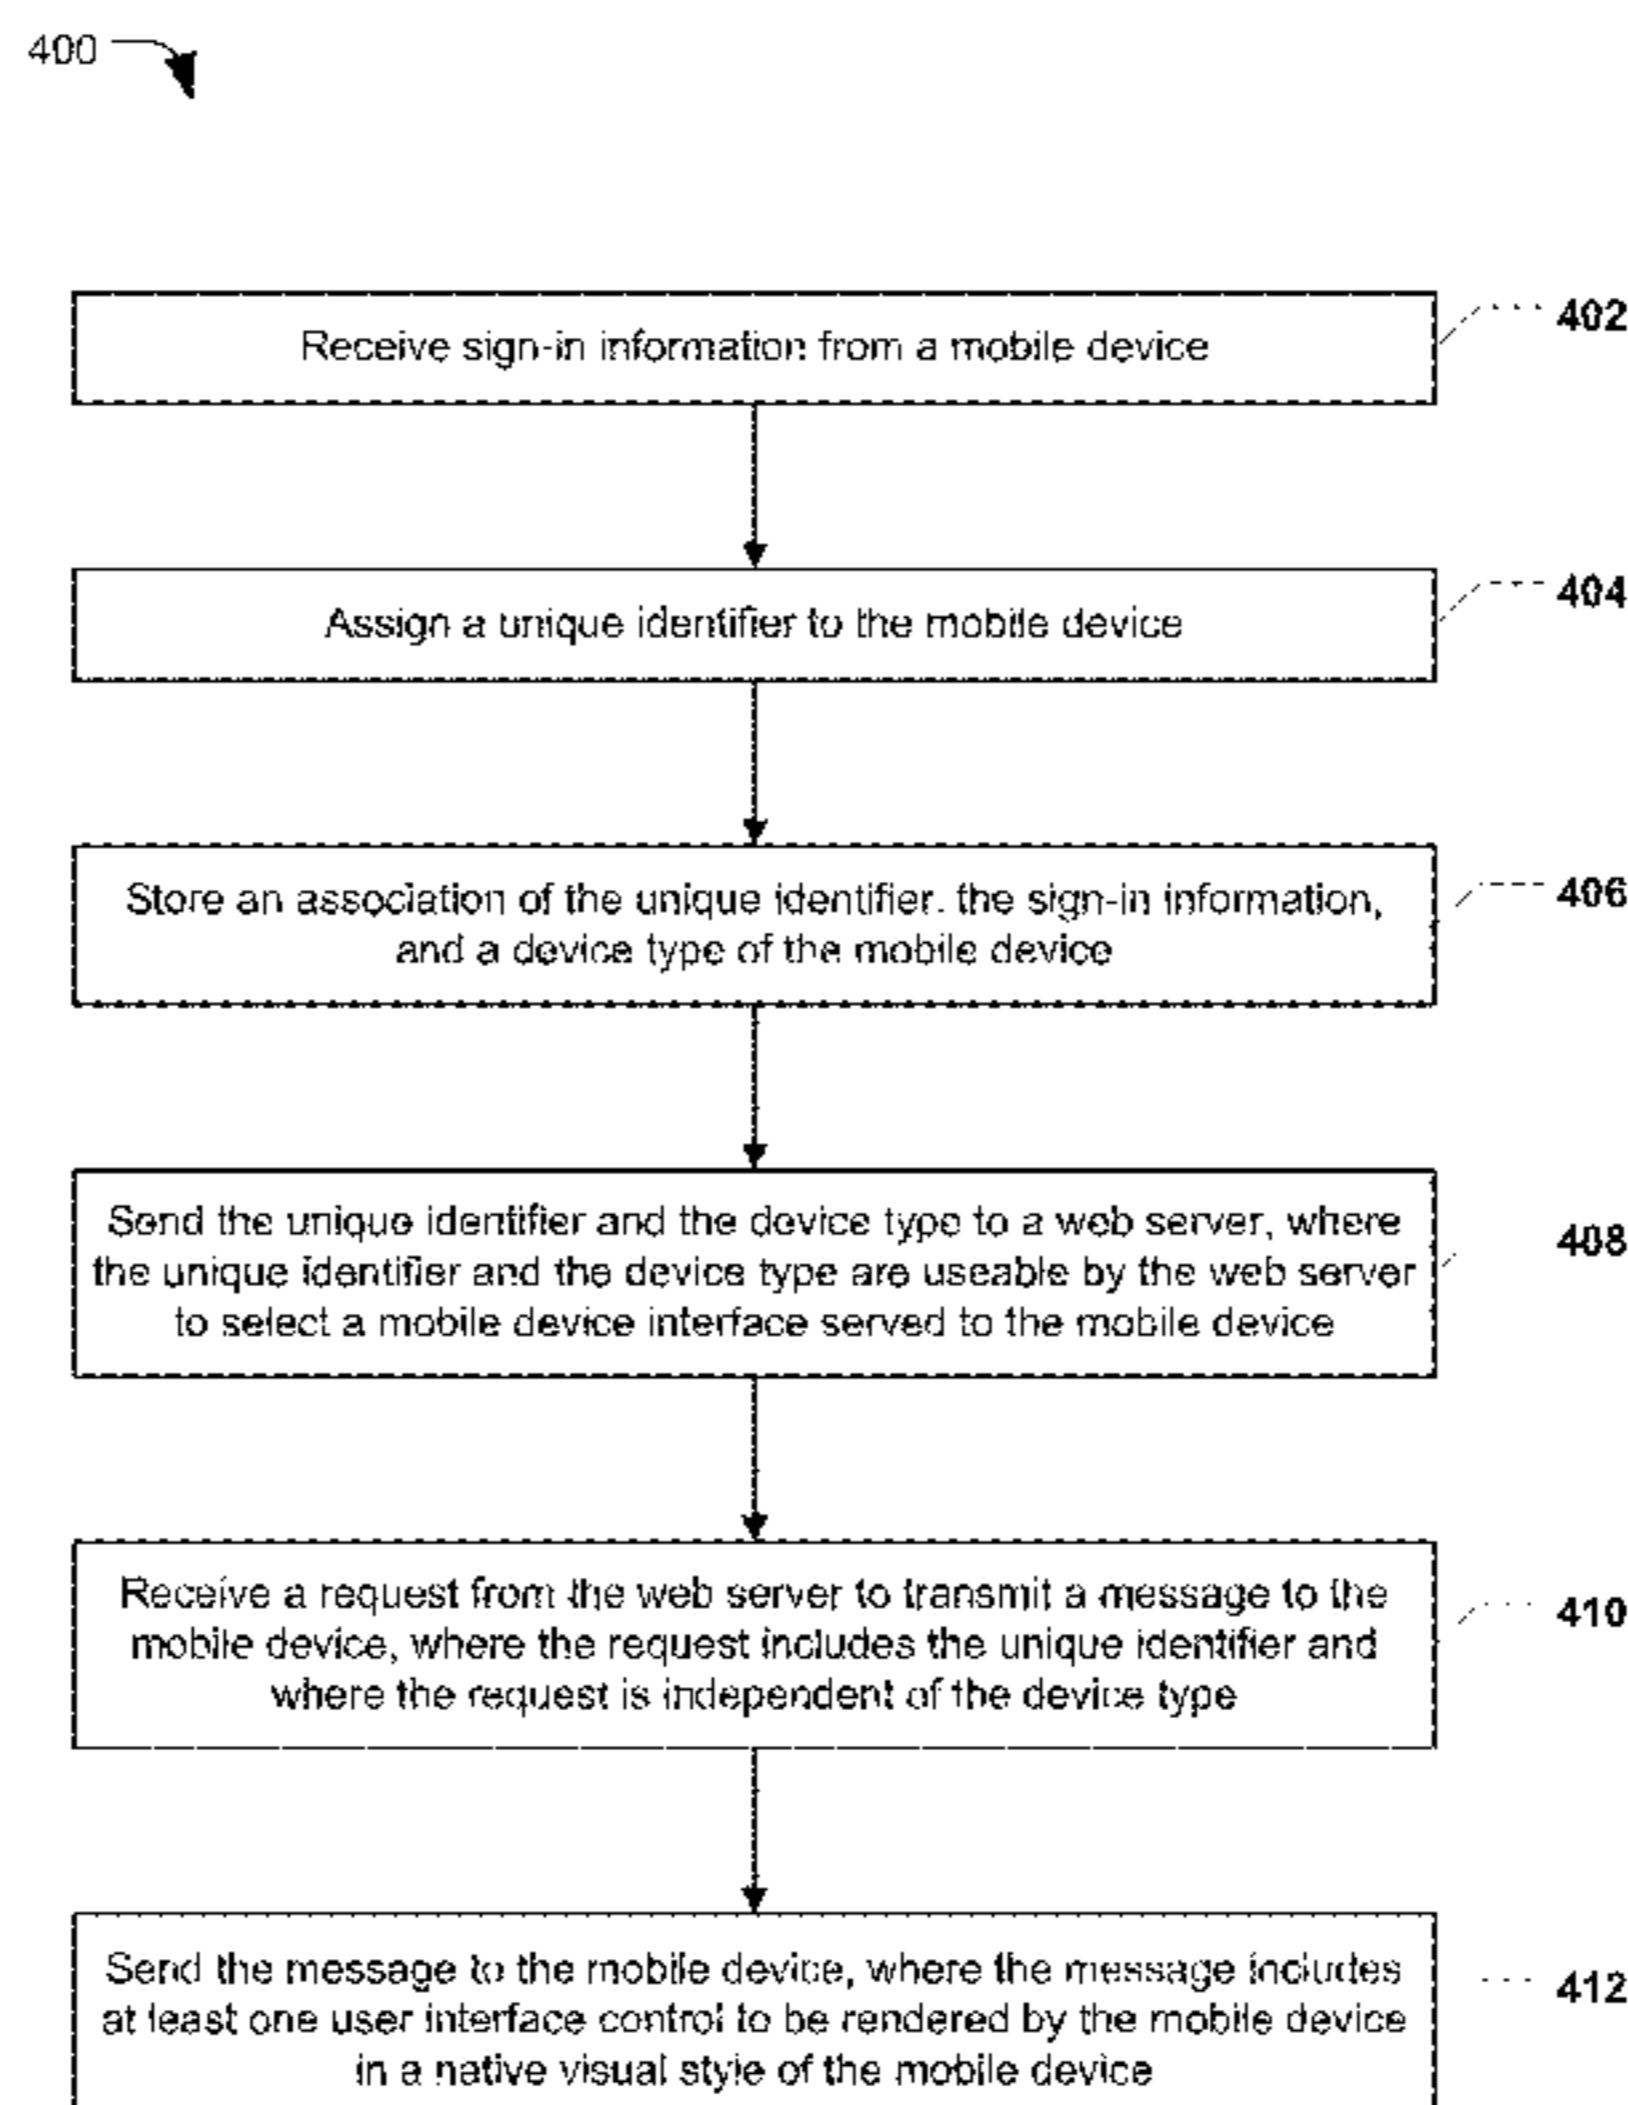 400
Receive sign-in information from a mobile device
402
Assign a unique identifier to the mobile device
404
Store an association of the unique identifier. the sign-in information,
and a device type of the mobile device
406
Send the unique identifier and the device type to a web server, where
the unique identifier and the device type are useable by the web server
to select a mobile device interface served to the mobile device
408
Receive a request from the web server to transmit a message to the
mobile device, where the request includes the unique identifier and
where the request is independent of the device type
410
Send the message to the mobile device, where the message includes
at least one user interface control to be rendered by the mobile device
in a native visual style of the mobile device
412